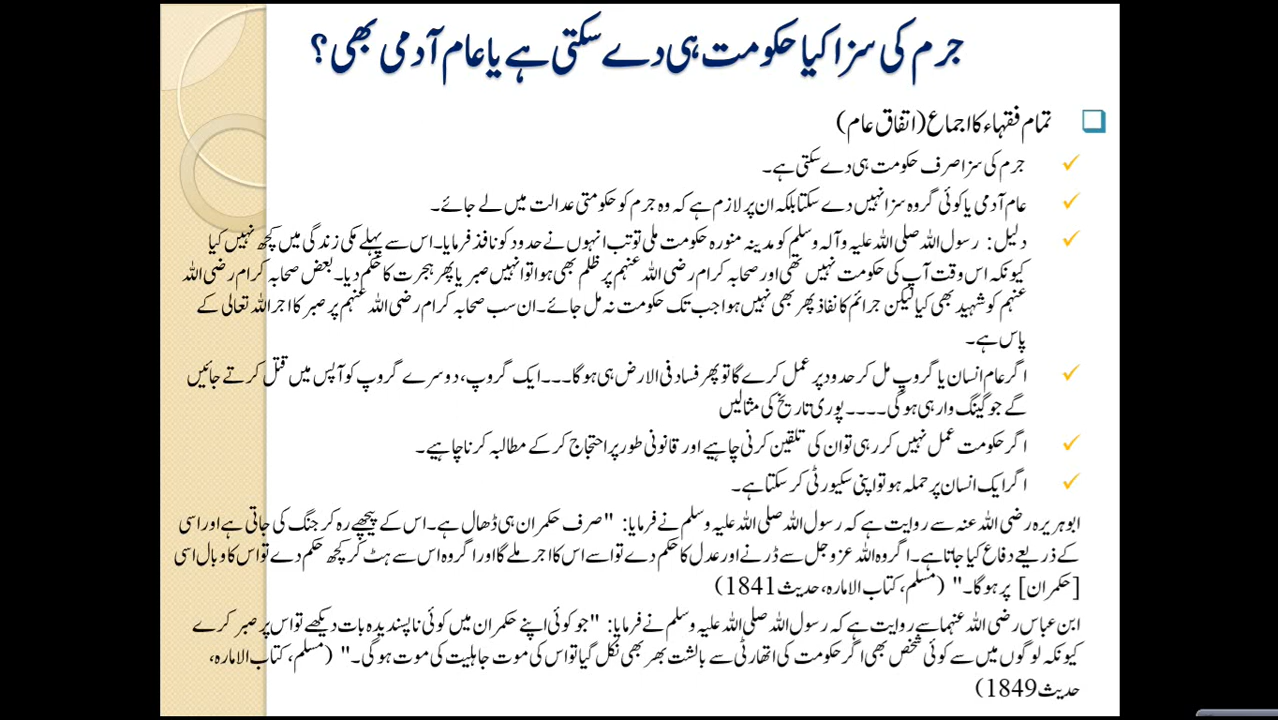 جرم کی سزا کیا حکومت ہی دے سکتی ہے یا عام آدمی بھی؟
تمام فقہاء کا اجماع (اتفاق عام)
جرم کی سزا صرف حکومت ہی دے سکتی ہے۔
عام آدمی یا کوئی گروہ سزا نہیں دے سکتا بلکہ ان پر لازم ہے کہ وہ جرم کو حکومتی عدالت میں لے جائے۔
دلیل: رسول اللہ صلی اللہ علیہ وآلہ وسلم کو مدینہ منورہ حکومت ملی تو تب انہوں نے حدود کو نافذ فرمایا۔ اس سے پہلے مکی زندگی میں کچھ نہیں کیا
کیونکہ اس وقت آپ کی حکومت نہیں تھی اور صحابہ کرام رضی اللہ عنہم پر ظلم بھی ہوا تو انہیں صبر یا پھر ہجرت کا حکم دیا۔ بعض صحابہ کرام رضی اللہ
عنہم کو شہید بھی کیا لیکن جرائم کا نفاذ پھر بھی نہیں ہوا جب تک حکومت نہ مل جائے۔ ان سب صحابہ کرام رضی اللہ عنہم پر صبر کا اجر اللہ تعالی کے
پاس ہے۔
اگر عام انسان یا گروپ مل کر حدود پر عمل کرے گا تو پھر فساد فی الارض ہی ہو گا۔۔۔ ایک گروپ، دوسرے گروپ کو آپس میں قتل کرتے جائیں
گے جو گینگ وار ہی ہو گی۔۔۔۔ پوری تاریخ کی مثالیں
اگر حکومت عمل نہیں کر رہی تو ان کی تلقین کرنی چاہیے اور قانونی طور پر احتجاج کر کے مطالبہ کرنا چاہیے۔
اگر ایک انسان پر حملہ ہو تو اپنی سکیورٹی کر سکتا ہے۔
ابوہریرہ رضی اللہ عنہ سے روایت ہے کہ رسول اللہ صلی اللہ علیہ وسلم نے فرمایا: "صرف حکمران ہی ڈھال ہے۔ اس کے پیچھے رہ کر جنگ کی جاتی ہے اور اسی
کے ذریعے دفاع کیا جاتا ہے۔ اگر وہ اللہ عزوجل سے ڈرنے اور عدل کا حکم دے تو اسے اس کا اجر ملے گا اور اگر وہ اس سے ہٹ کر کچھ حکم دے تو اس کا وبال اسی
[حکمران] پر ہو گا۔" (مسلم، کتاب الامارہ، حدیث 1841)
ابن عباس رضی اللہ عنہما سے روایت ہے کہ رسول اللہ صلی اللہ علیہ وسلم نے فرمایا: "جو کوئی اپنے حکمران میں کوئی ناپسندیدہ بات دیکھے تو اس پر صبر کرے
کیونکہ لوگوں میں سے کوئی شخص بھی اگر حکومت کی اتھارٹی سے بالشت بھر بھی نکل گیا تو اس کی موت جاہلیت کی موت ہو گی۔" (مسلم، کتاب الامارہ،
حدیث 1849)